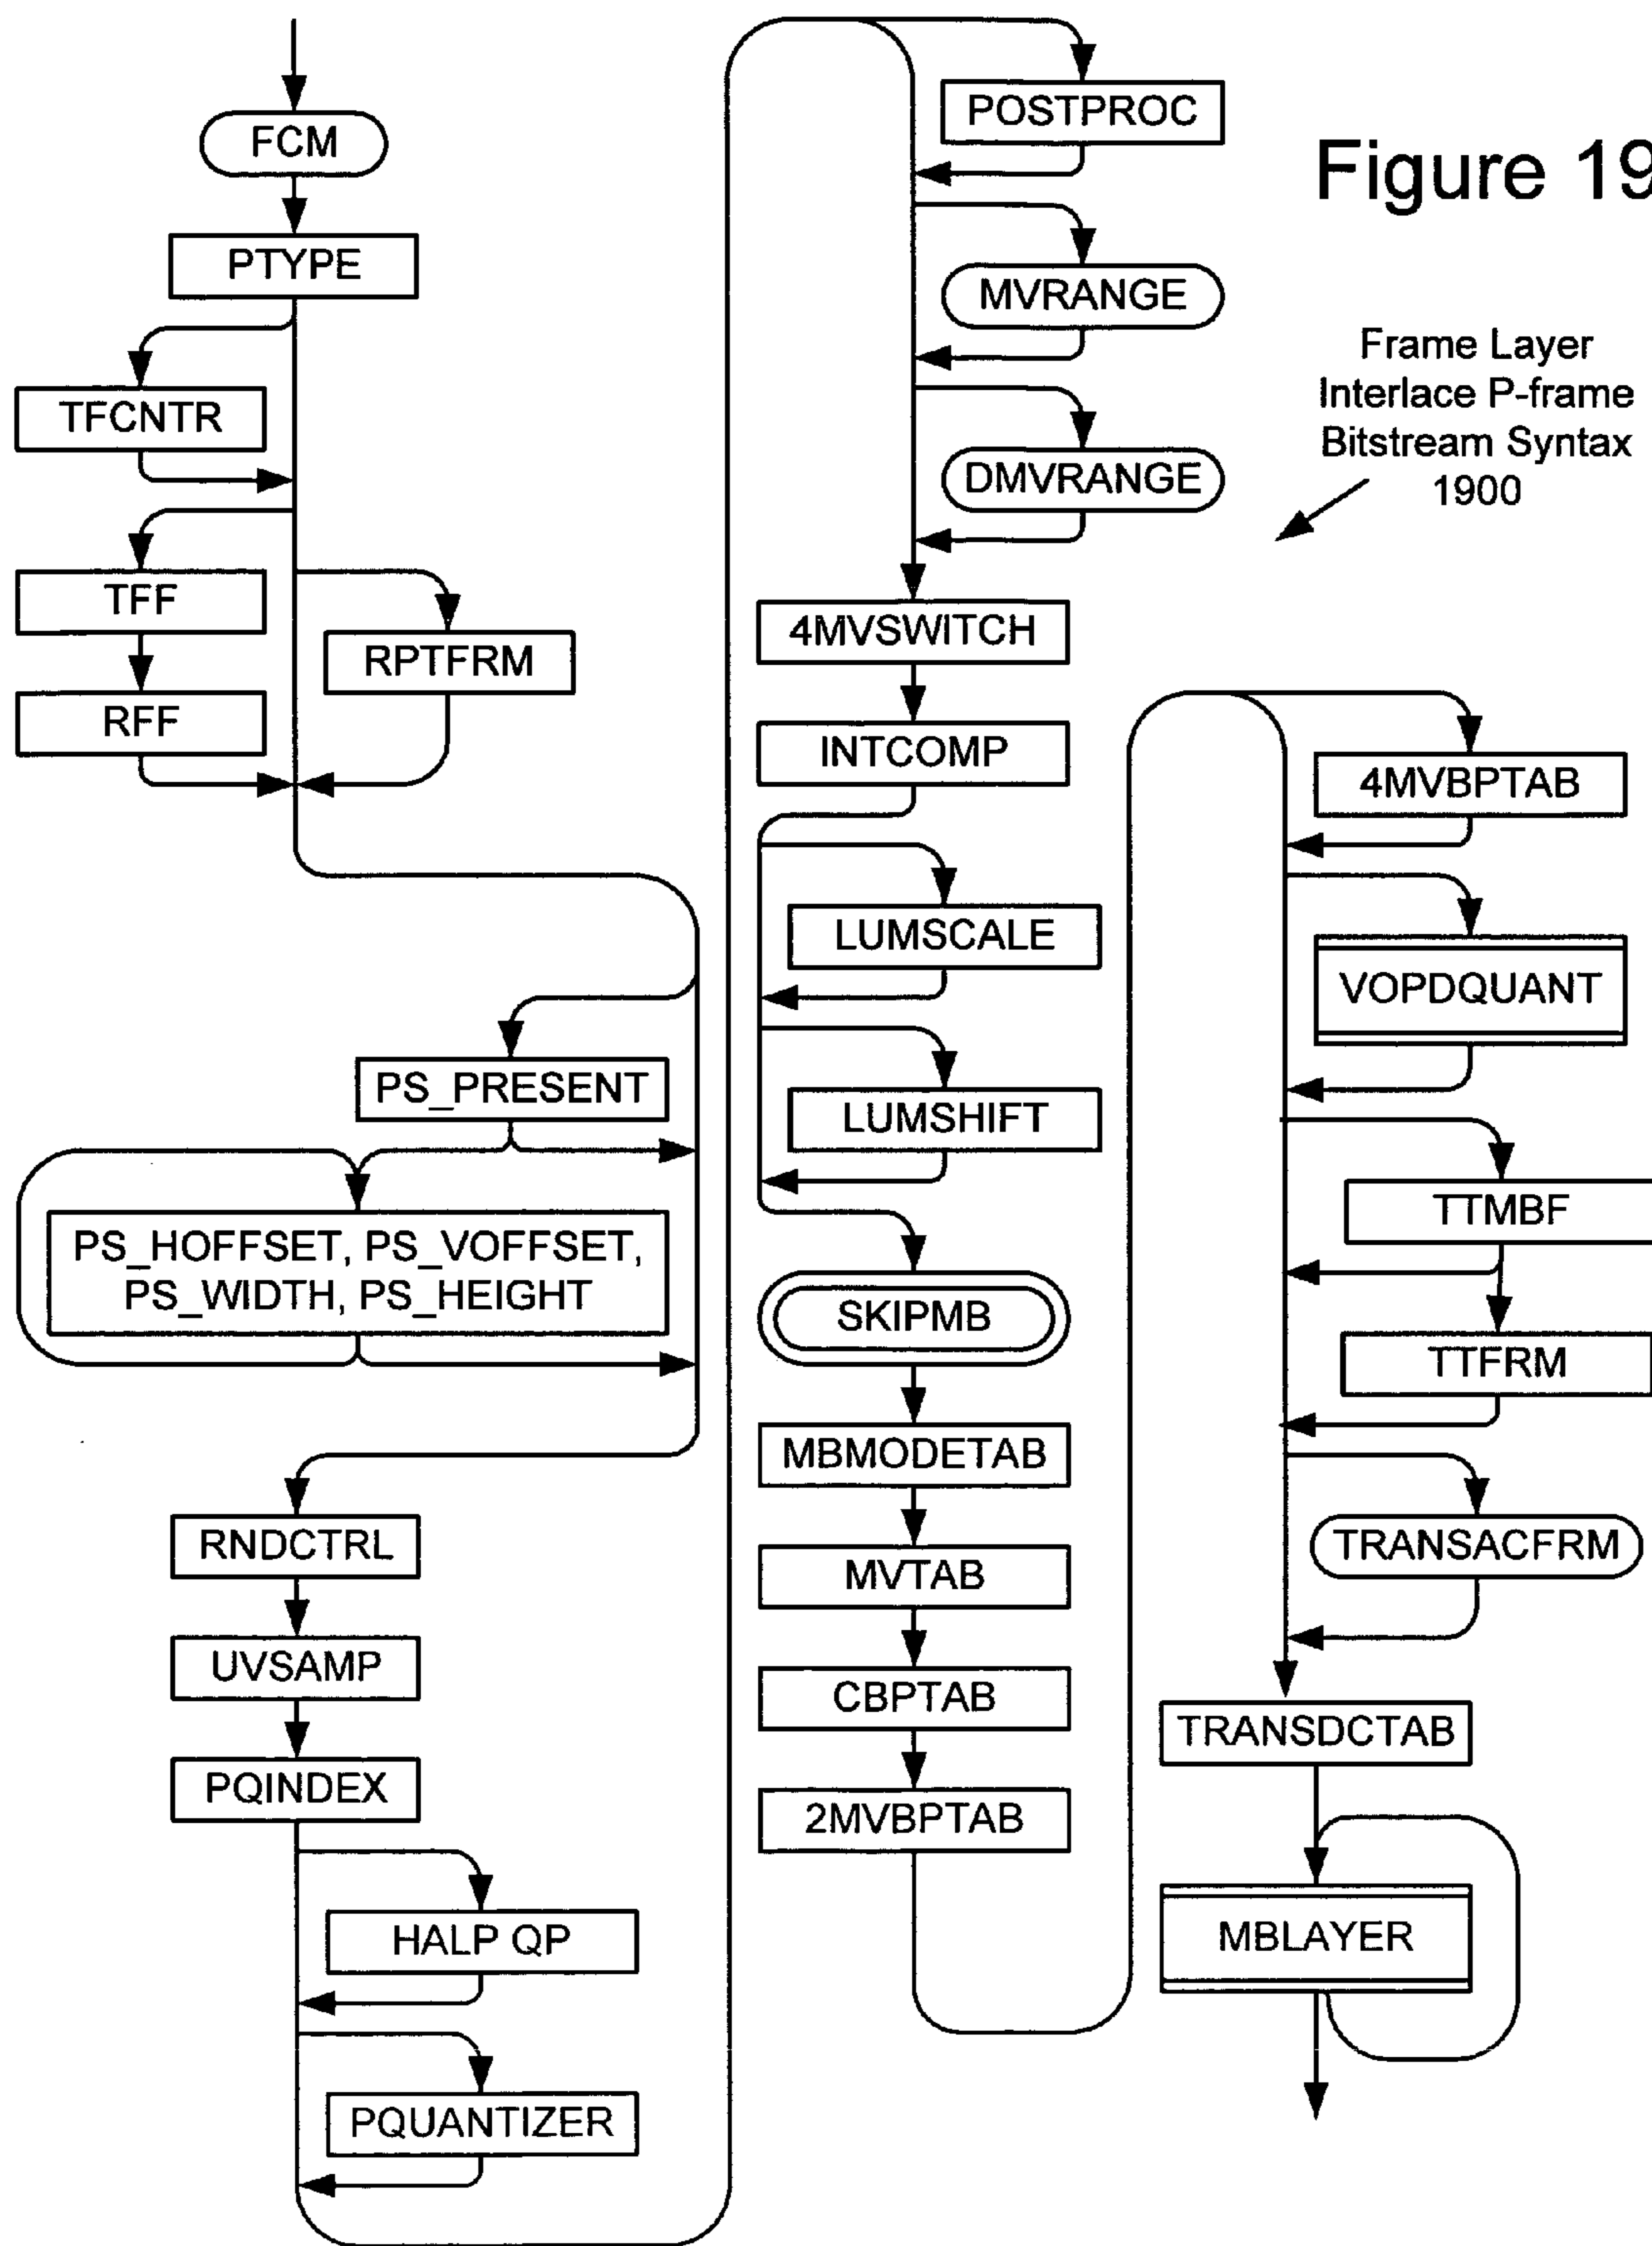 FCM
PTYPE
TFCNTR
TFF
RPTFRM
RFF
PS_PRESENT
PS_HOFFSET, PS_VOFFSET,
PS_WIDTH, PS_HEIGHT
RNDCTRL
UVSAMP
PQINDEX
HALP QP
PQUANTIZER
POSTPROC
MVRANGE
DMVRANGE
4MVSWITCH
INTCOMP
LUMSCALE
LUMSHIFT
SKIPMB
MBMODETAB
MVTAB
CBPTAB
2MVBPTAB
Figure 19
Frame Layer
Interlace P-frame
Bitstream Syntax
1900
4MVBPTAB
VOPDQUANT
TTMBF
TTFRM
TRANSACFRM
TRANSDCTAB
MBLAYER